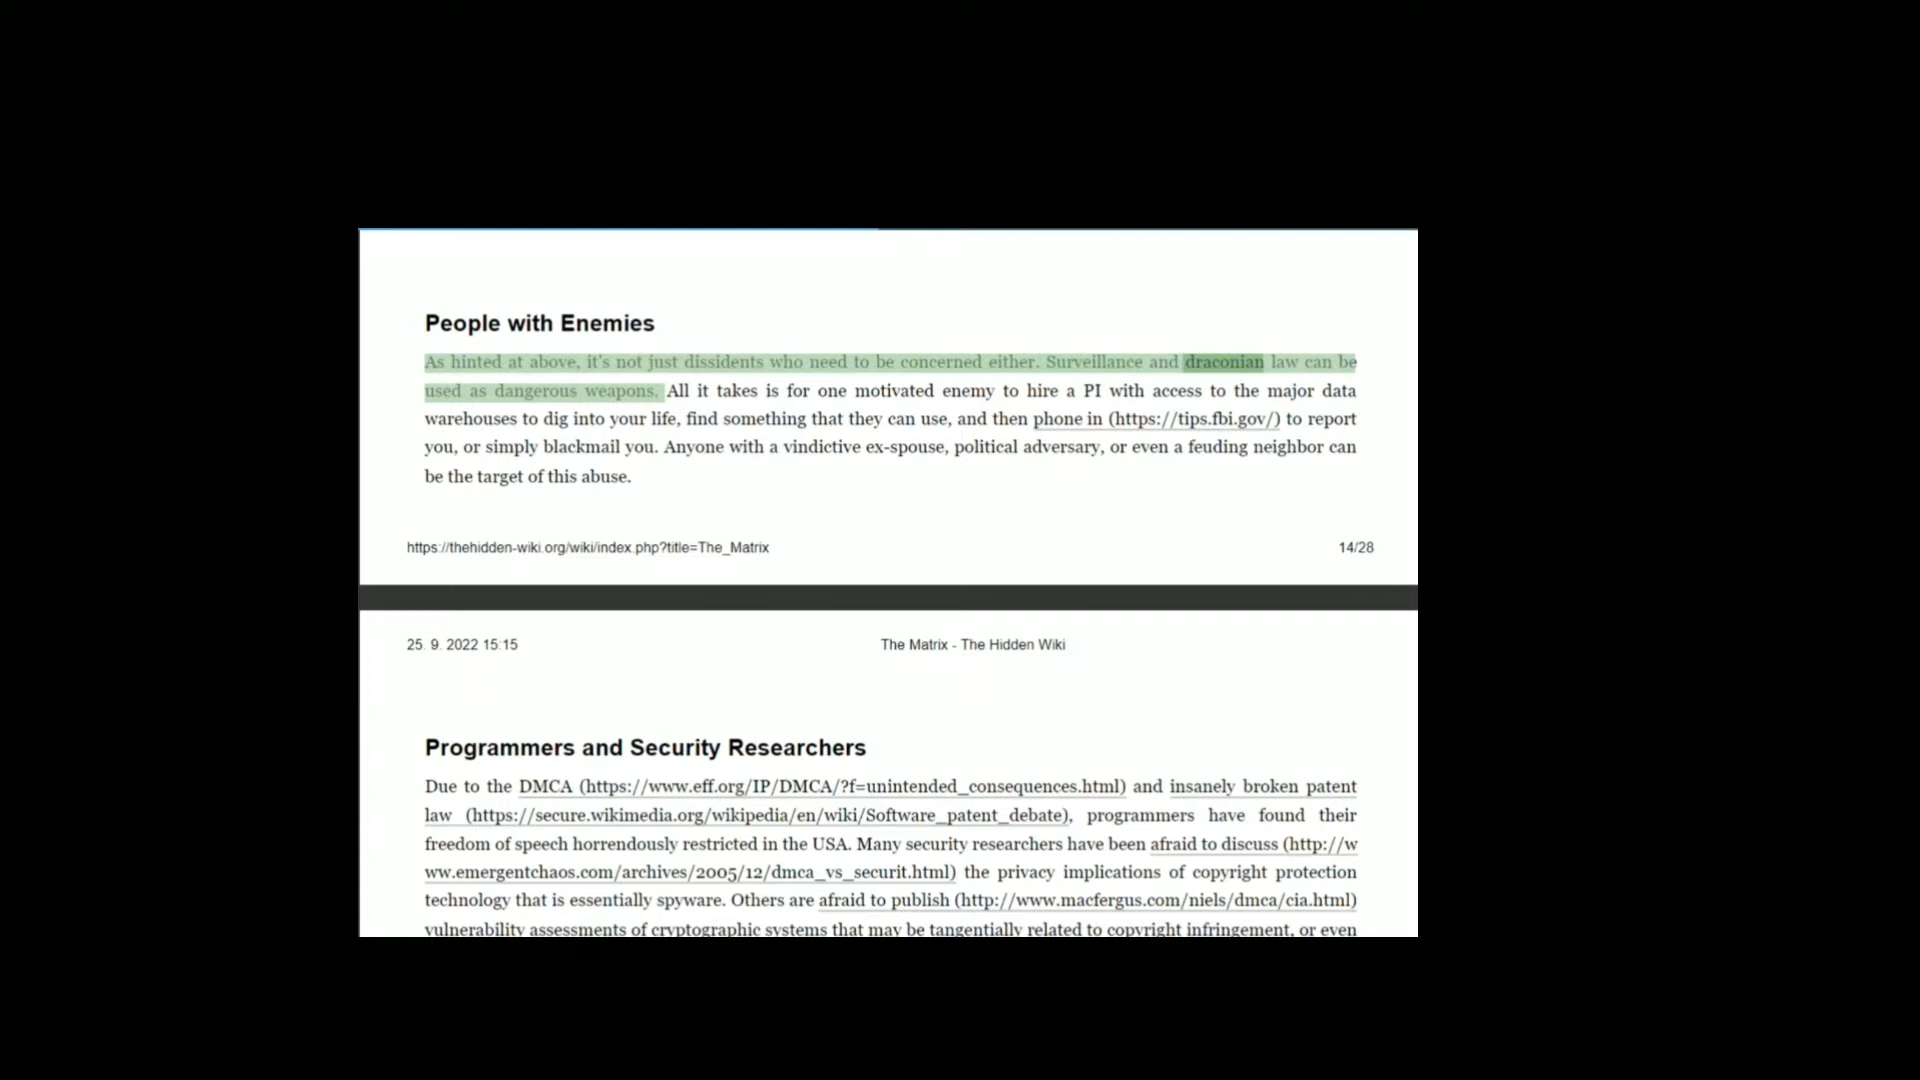 People with Enemies
As hinted at above, it's not just dissidents who need to be concerned either. Surveillance and draconian law can be
used as dangerous weapons. All it takes is for one motivated enemy to hire a PI with access to the major data
warehouses to dig into your life, find something that they can use, and then phone in (https://tips.fbi.gov/) to report
you, or simply blackmail you. Anyone with a vindictive ex-spouse, political adversary, or even a feuding neighbor can
be the target of this abuse.
https://thehidden-wiki.org/wiki/index.php?title=The_Matrix 14/28
25. 9. 2022 15:15 The Matrix - The Hidden Wiki
Programmers and Security Researchers
Due to the DMCA (https://www.eff.org/IP/DMCA/?f=unintended_consequences.html) and insanely broken patent
law (https://secure.wikimedia.org/wikipedia/en/wiki/Software_patent_debate), programmers have found their
freedom of speech horrendously restricted in the USA. Many security researchers have been afraid to discuss (http://w
ww.emergentchaos.com/archives/2005/12/dmca_vs_securit.html) the privacy implications of copyright protection
technology that is essentially spyware. Others are afraid to publish (http://www.macfergus.com/niels/dmca/cia.html)
vulnerability assessments of cryptographic systems that may be tangentially related to copyright infringement, or even